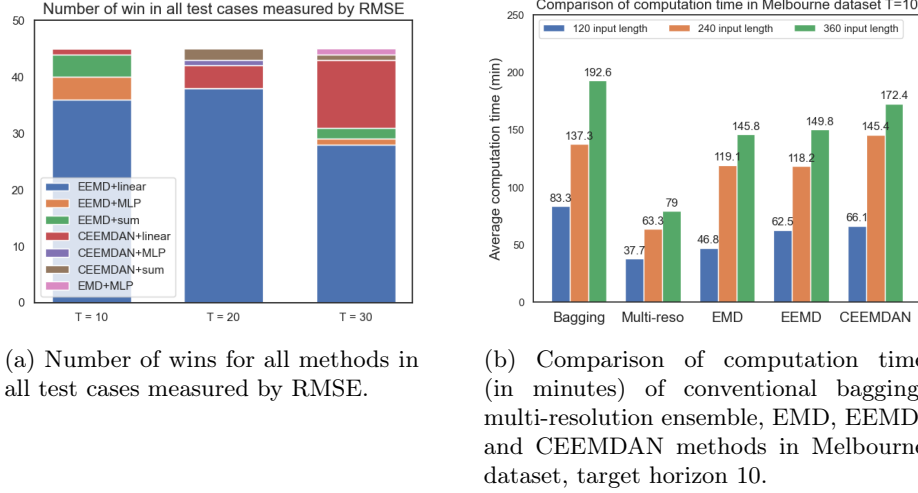 Number of win in all test cases measured by RMSE
50
40
30
20
10
0
EEMD+linear
EEMD+MLP
EEMD+sum
CEEMDAN+linear
CEEMDAN+MLP
CEEMDAN+sum
EMD+MLP
T = 10
T = 20
T = 30
(a) Number of wins for all methods in
all test cases measured by RMSE.
Comparison of computation time in Melbourne dataset T=10
Average computation time (min)
250
200
150
100
50
0
120 input length
240 input length
360 input length
83.3
137.3
192.6
37.7
63.3
79
46.8
119.1
145.8
62.5
118.2
149.8
66.1
145.4
172.4
Bagging
Multi-reso
EMD
EEMD
CEEMDAN
(b) Comparison of computation time
(in minutes) of conventional bagging
multi-resolution ensemble, EMD, EEMD
and CEEMDAN methods in Melbourne
dataset, target horizon 10.